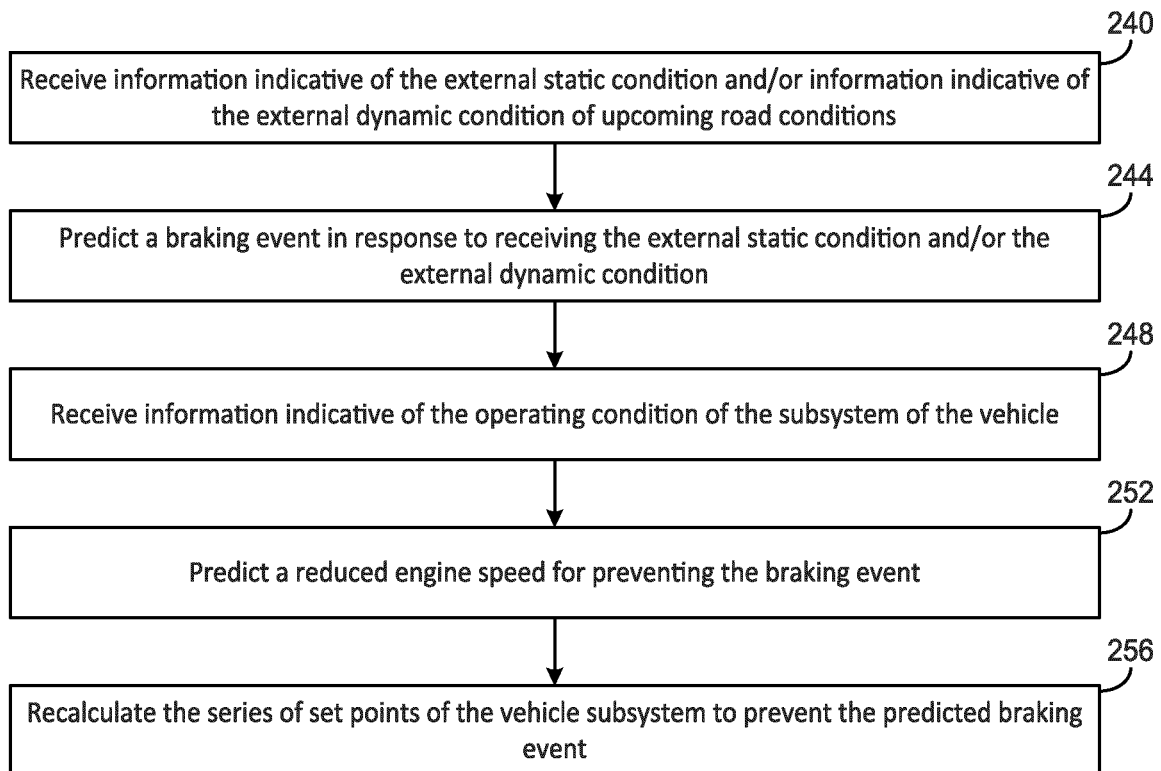 240
Receive information indicative of the external static condition and/or information indicative of
the external dynamic condition of upcoming road conditions
244
Predict a braking event in response to receiving the external static condition and/or the
external dynamic condition
248
Receive information indicative of the operating condition of the subsystem of the vehicle
252
Predict a reduced engine speed for preventing the braking event
256
Recalculate the series of set points of the vehicle subsystem to prevent the predicted braking
event